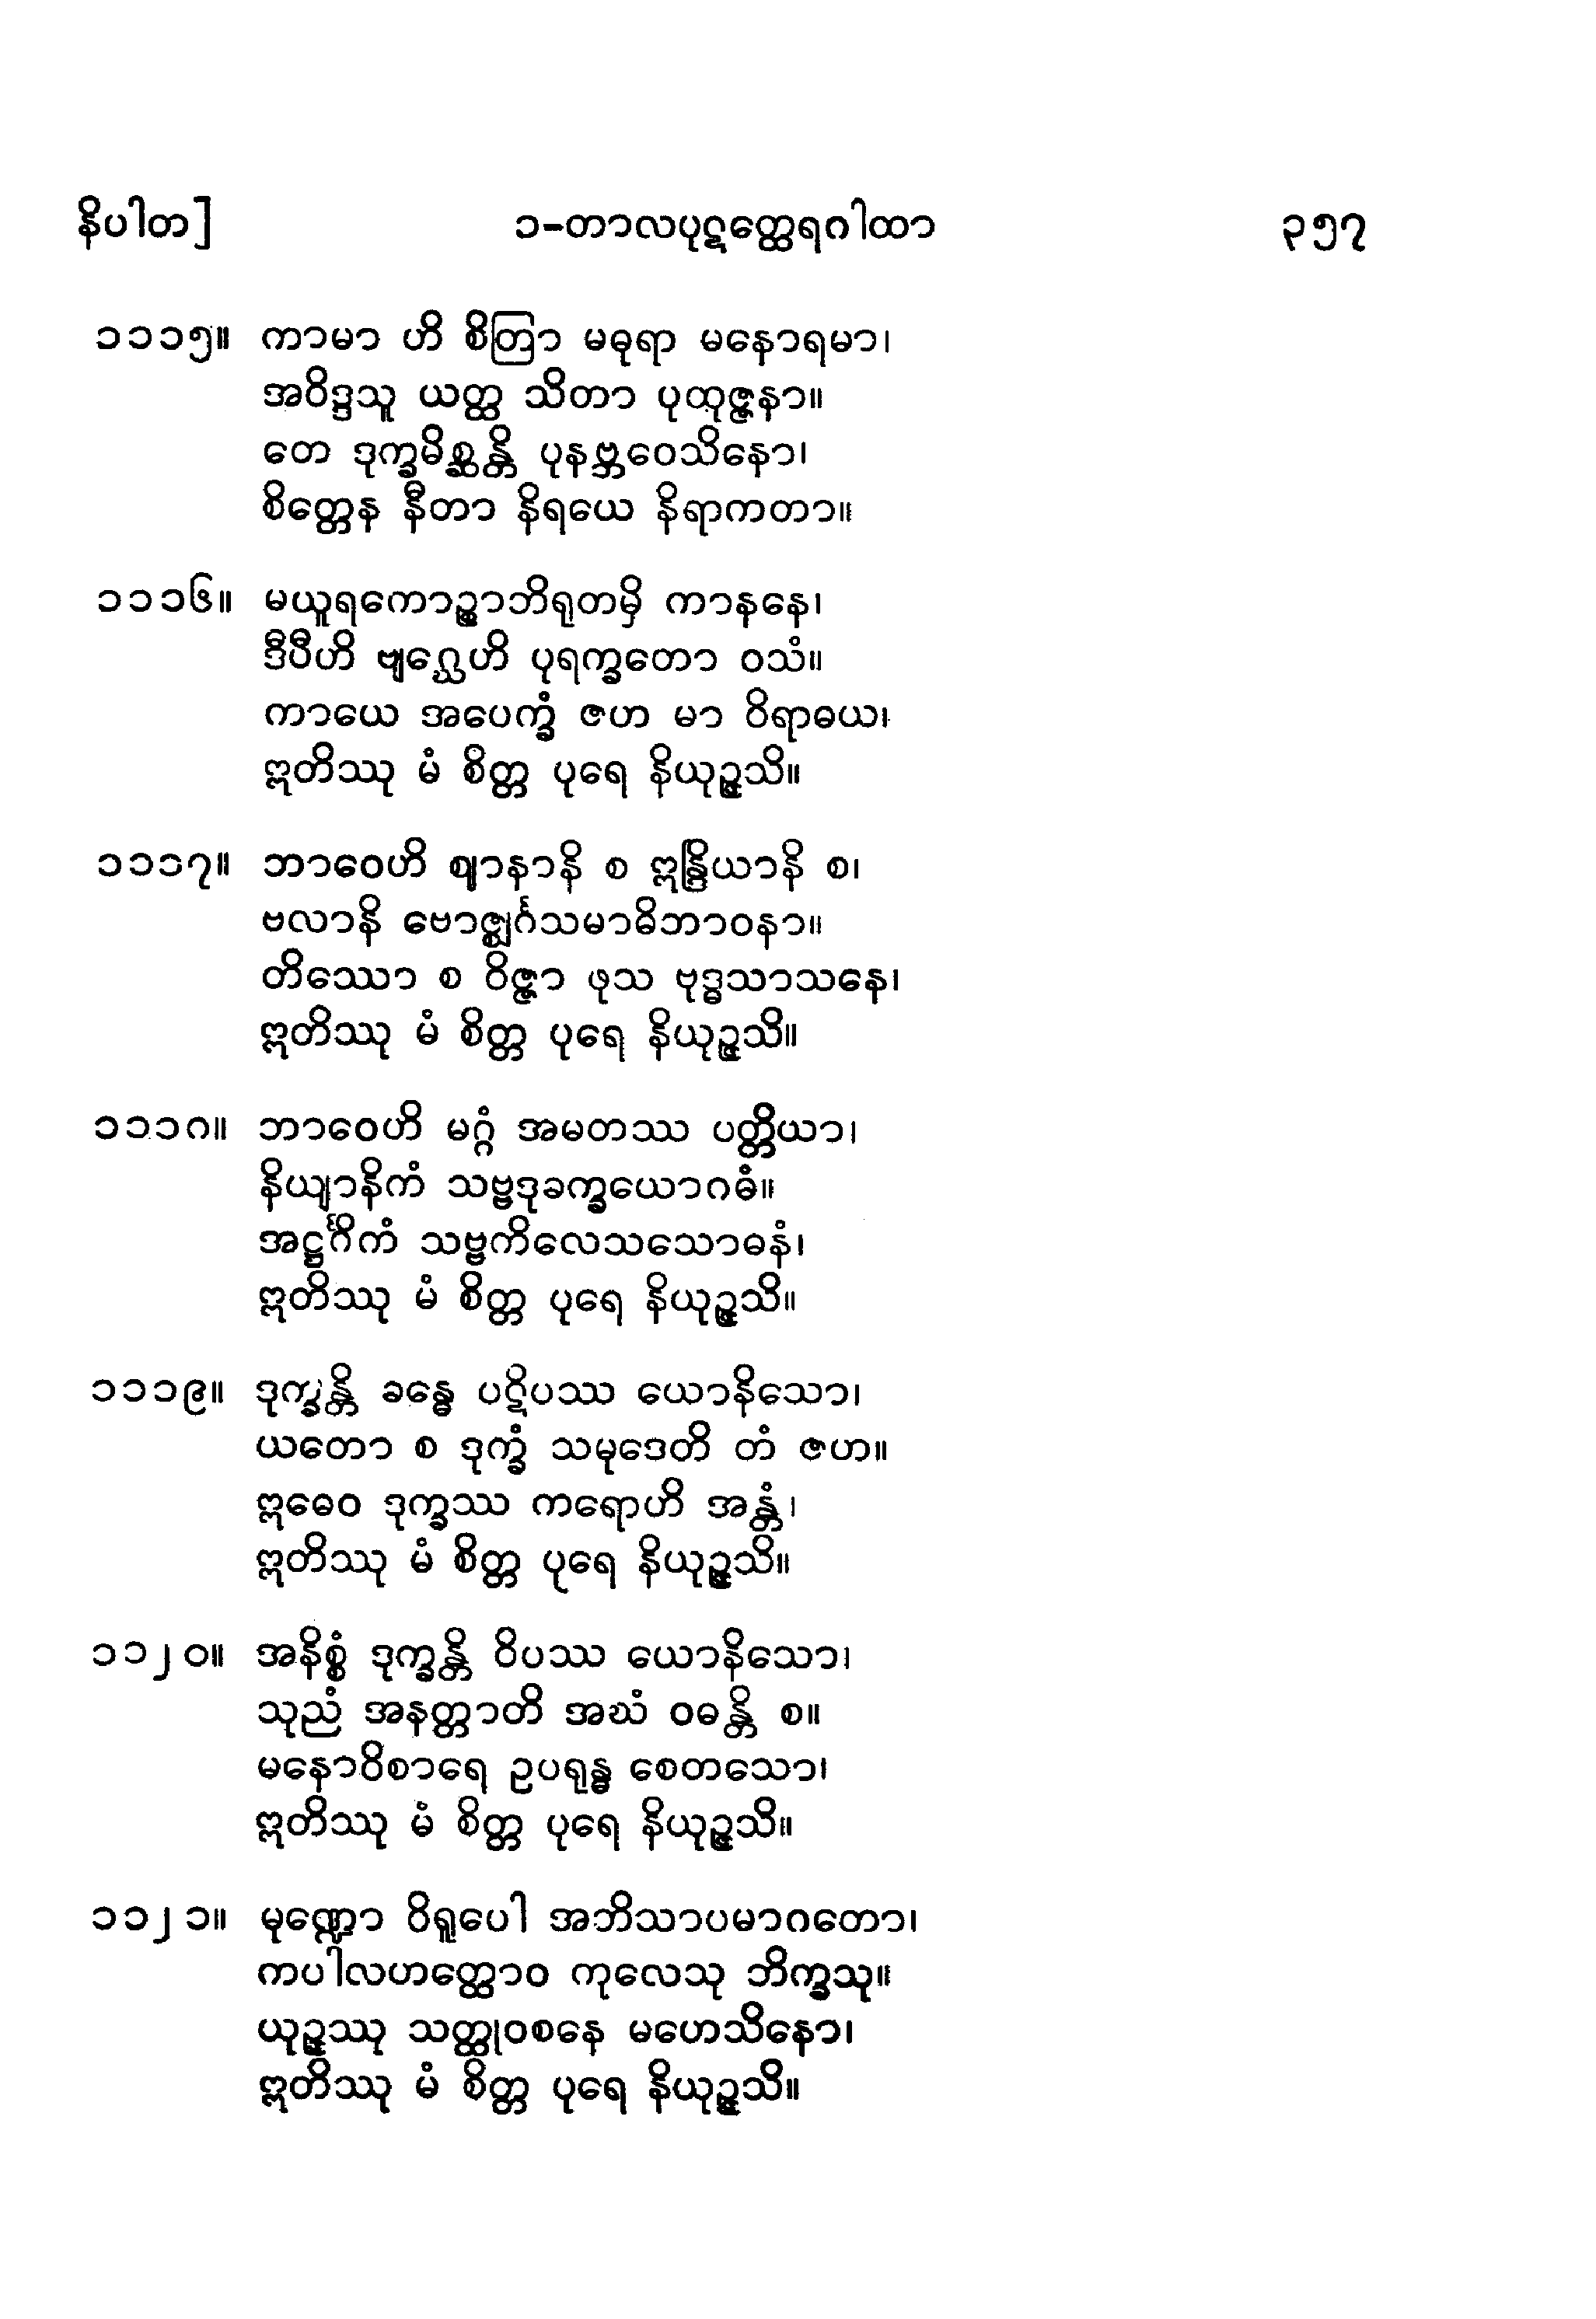 နိပါတ] ၁-တာလပုဋတ္ထေရဂါထာ ၃၅၇
၁၁၁၅။ ကာမာ ဟိ စိတြာ မဓုရာ မနောရမာ၊
အဝိဒ္ဒသူ ယတ္ထ သိတာ ပုထုဇ္ဇနာ။
တေ ဒုက္ခမိစ္ဆန္တိ ပုနဗ္ဘဝေသိနော၊
စိတ္တေန နီတာ နိရယေ နိရာကတာ။
၁၁၁၆။ မယူရကောဉ္စာဘိရုတမှိ ကာနနေ၊
ဒီပီဟိ ဗျဂ္ဃေဟိ ပုရက္ခတော ဝသံ။
ကာယေ အပေက္ခံ ဇဟ မာ ဝိရာဓယ၊
ဣတိဿု မံ စိတ္တ ပုရေ နိယုဉ္ဇသိ။
၁၁၁၇။ ဘာဝေဟိ ဈာနာနိ စ ဣန္ဒြိယာနိ စ၊
ဗလာနိ ဗောဇ္ဈင်္ဂသမာဓိဘာဝနာ။
တိဿော စ ဝိဇ္ဇာ ဖုသ ဗုဒ္ဓသာသနေ၊
ဣတိဿု မံ စိတ္တ ပုရေ နိယုဉ္ဇသိ။
၁၁၁၈။ ဘာဝေဟိ မဂ္ဂံ အမတဿ ပတ္တိယာ၊
နိယျာနိကံ သဗ္ဗဒုခက္ခယောဂဓံ။
အဋ္ဌင်္ဂိကံ သဗ္ဗကိလေသသောဓနံ၊
ဣတိဿု မံ စိတ္တ ပုရေ နိယုဉ္ဇသိ။
၁၁၁၉။ ဒုက္ခန္တိ ခန္ဓေ ပဋိပဿ ယောနိသော၊
ယတော စ ဒုက္ခံ သမုဒေတိ တံ ဇဟ။
ဣဓေဝ ဒုက္ခဿ ကရောဟိ အန္တံ၊
ဣတိဿု မံ စိတ္တ ပုရေ နိယုဉ္ဇသိ။
၁၁၂၀။ အနိစ္စံ ဒုက္ခန္တိ ဝိပဿ ယောနိသော၊
သုညံ အနတ္တာတိ အဃံ ဝဓန္တိ စ။
မနောဝိစာရေ ဥပရုန္ဓ စေတသော၊
ဣတိဿု မံ စိတ္တ ပုရေ နိယုဉ္ဇသိ။
၁၁၂၁။ မုဏ္ဍော ဝိရူပေါ အဘိသာပမာဂတော၊
ကပါလဟတ္ထောဝ ကုလေသု ဘိက္ခသု။
ယုဉ္ဇဿု သတ္ထုဝစနေ မဟေသိနော၊
ဣတိဿု မံ စိတ္တ ပုရေ နိယုဉ္ဇသိ။